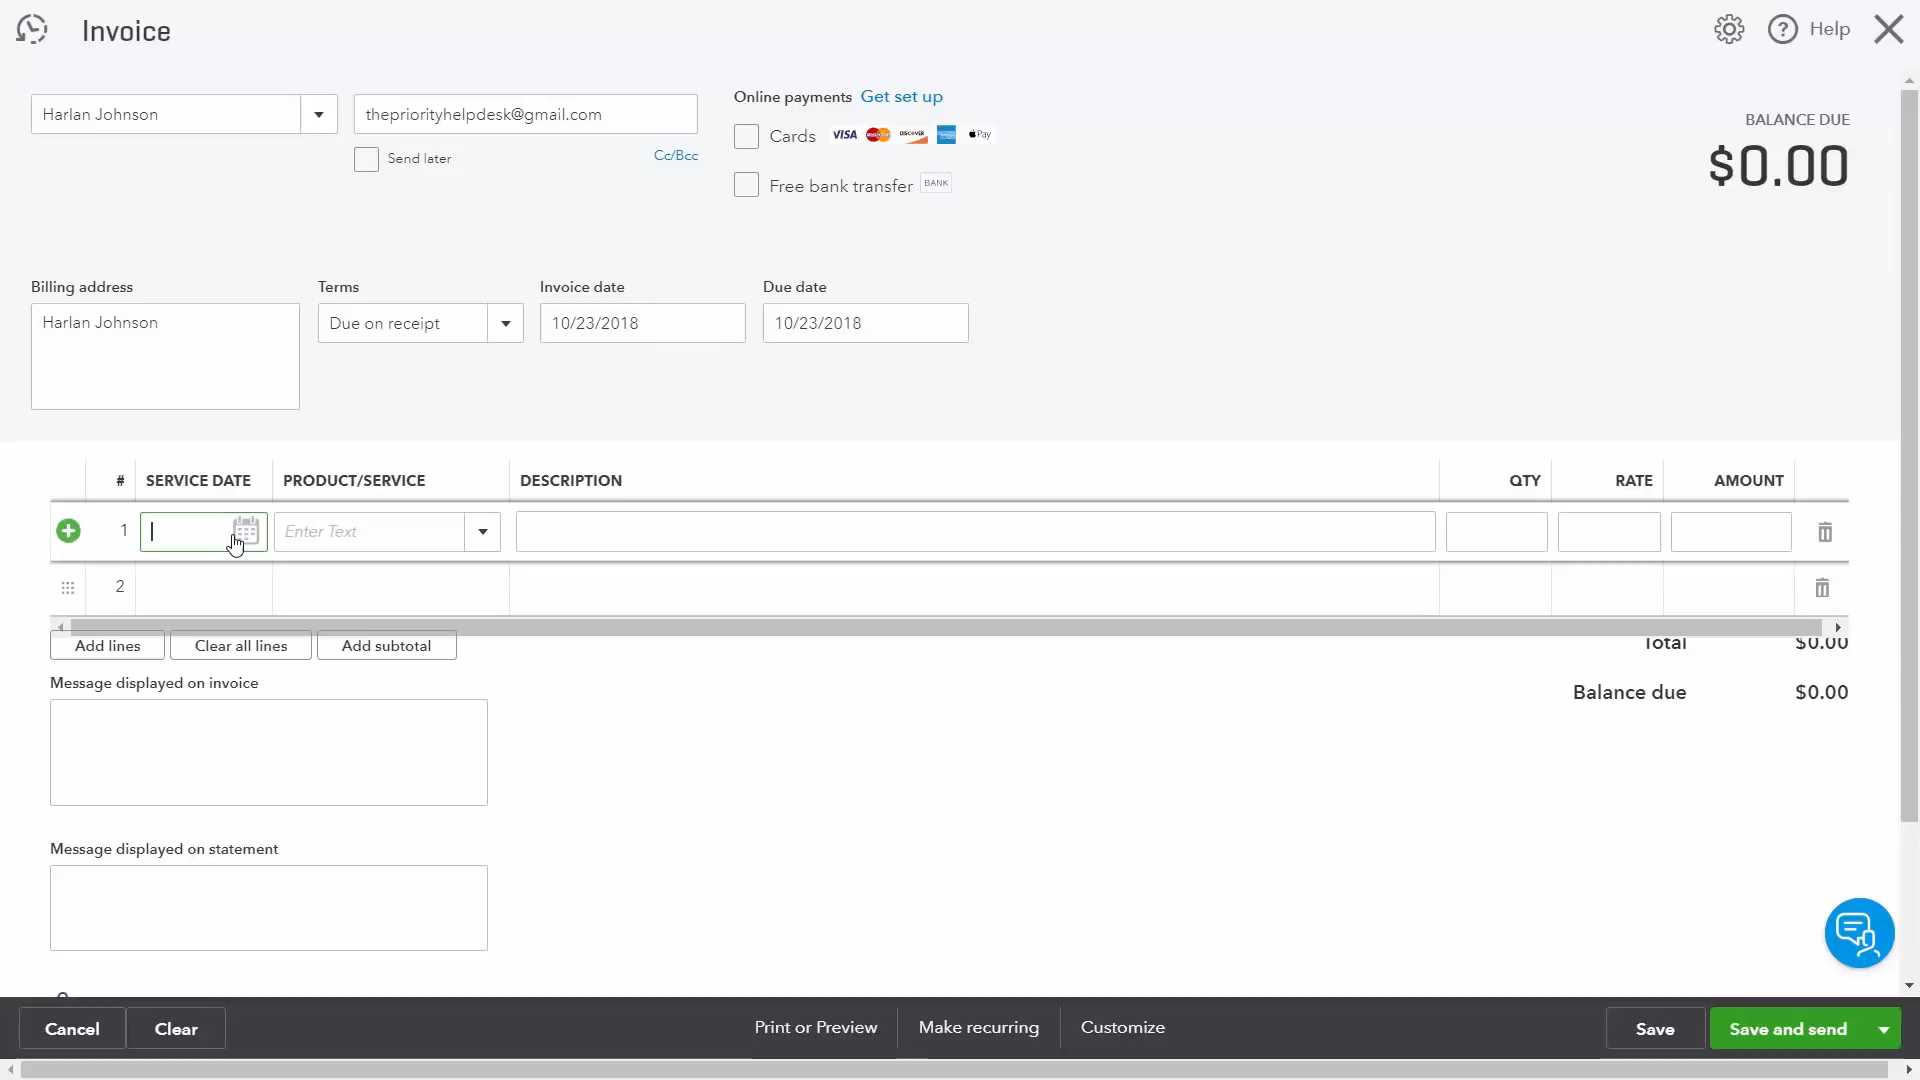 Invoice
Help
Harlan Johnson
thepriorityhelpdesk@gmail.com
Send later
Cc/Bcc
Online payments Get set up
Cards VISA MasterCard DISCOVER Pay
Free bank transfer BANK
BALANCE DUE
$0.00
Billing address
Harlan Johnson
Terms
Due on receipt
Invoice date
10/23/2018
Due date
10/23/2018
# SERVICE DATE PRODUCT/SERVICE DESCRIPTION QTY RATE AMOUNT
1 Enter Text
2
Add lines Clear all lines Add subtotal
Total $0.00
Balance due $0.00
Message displayed on invoice
Message displayed on statement
Cancel Clear Print or Preview Make recurring Customize Save Save and send